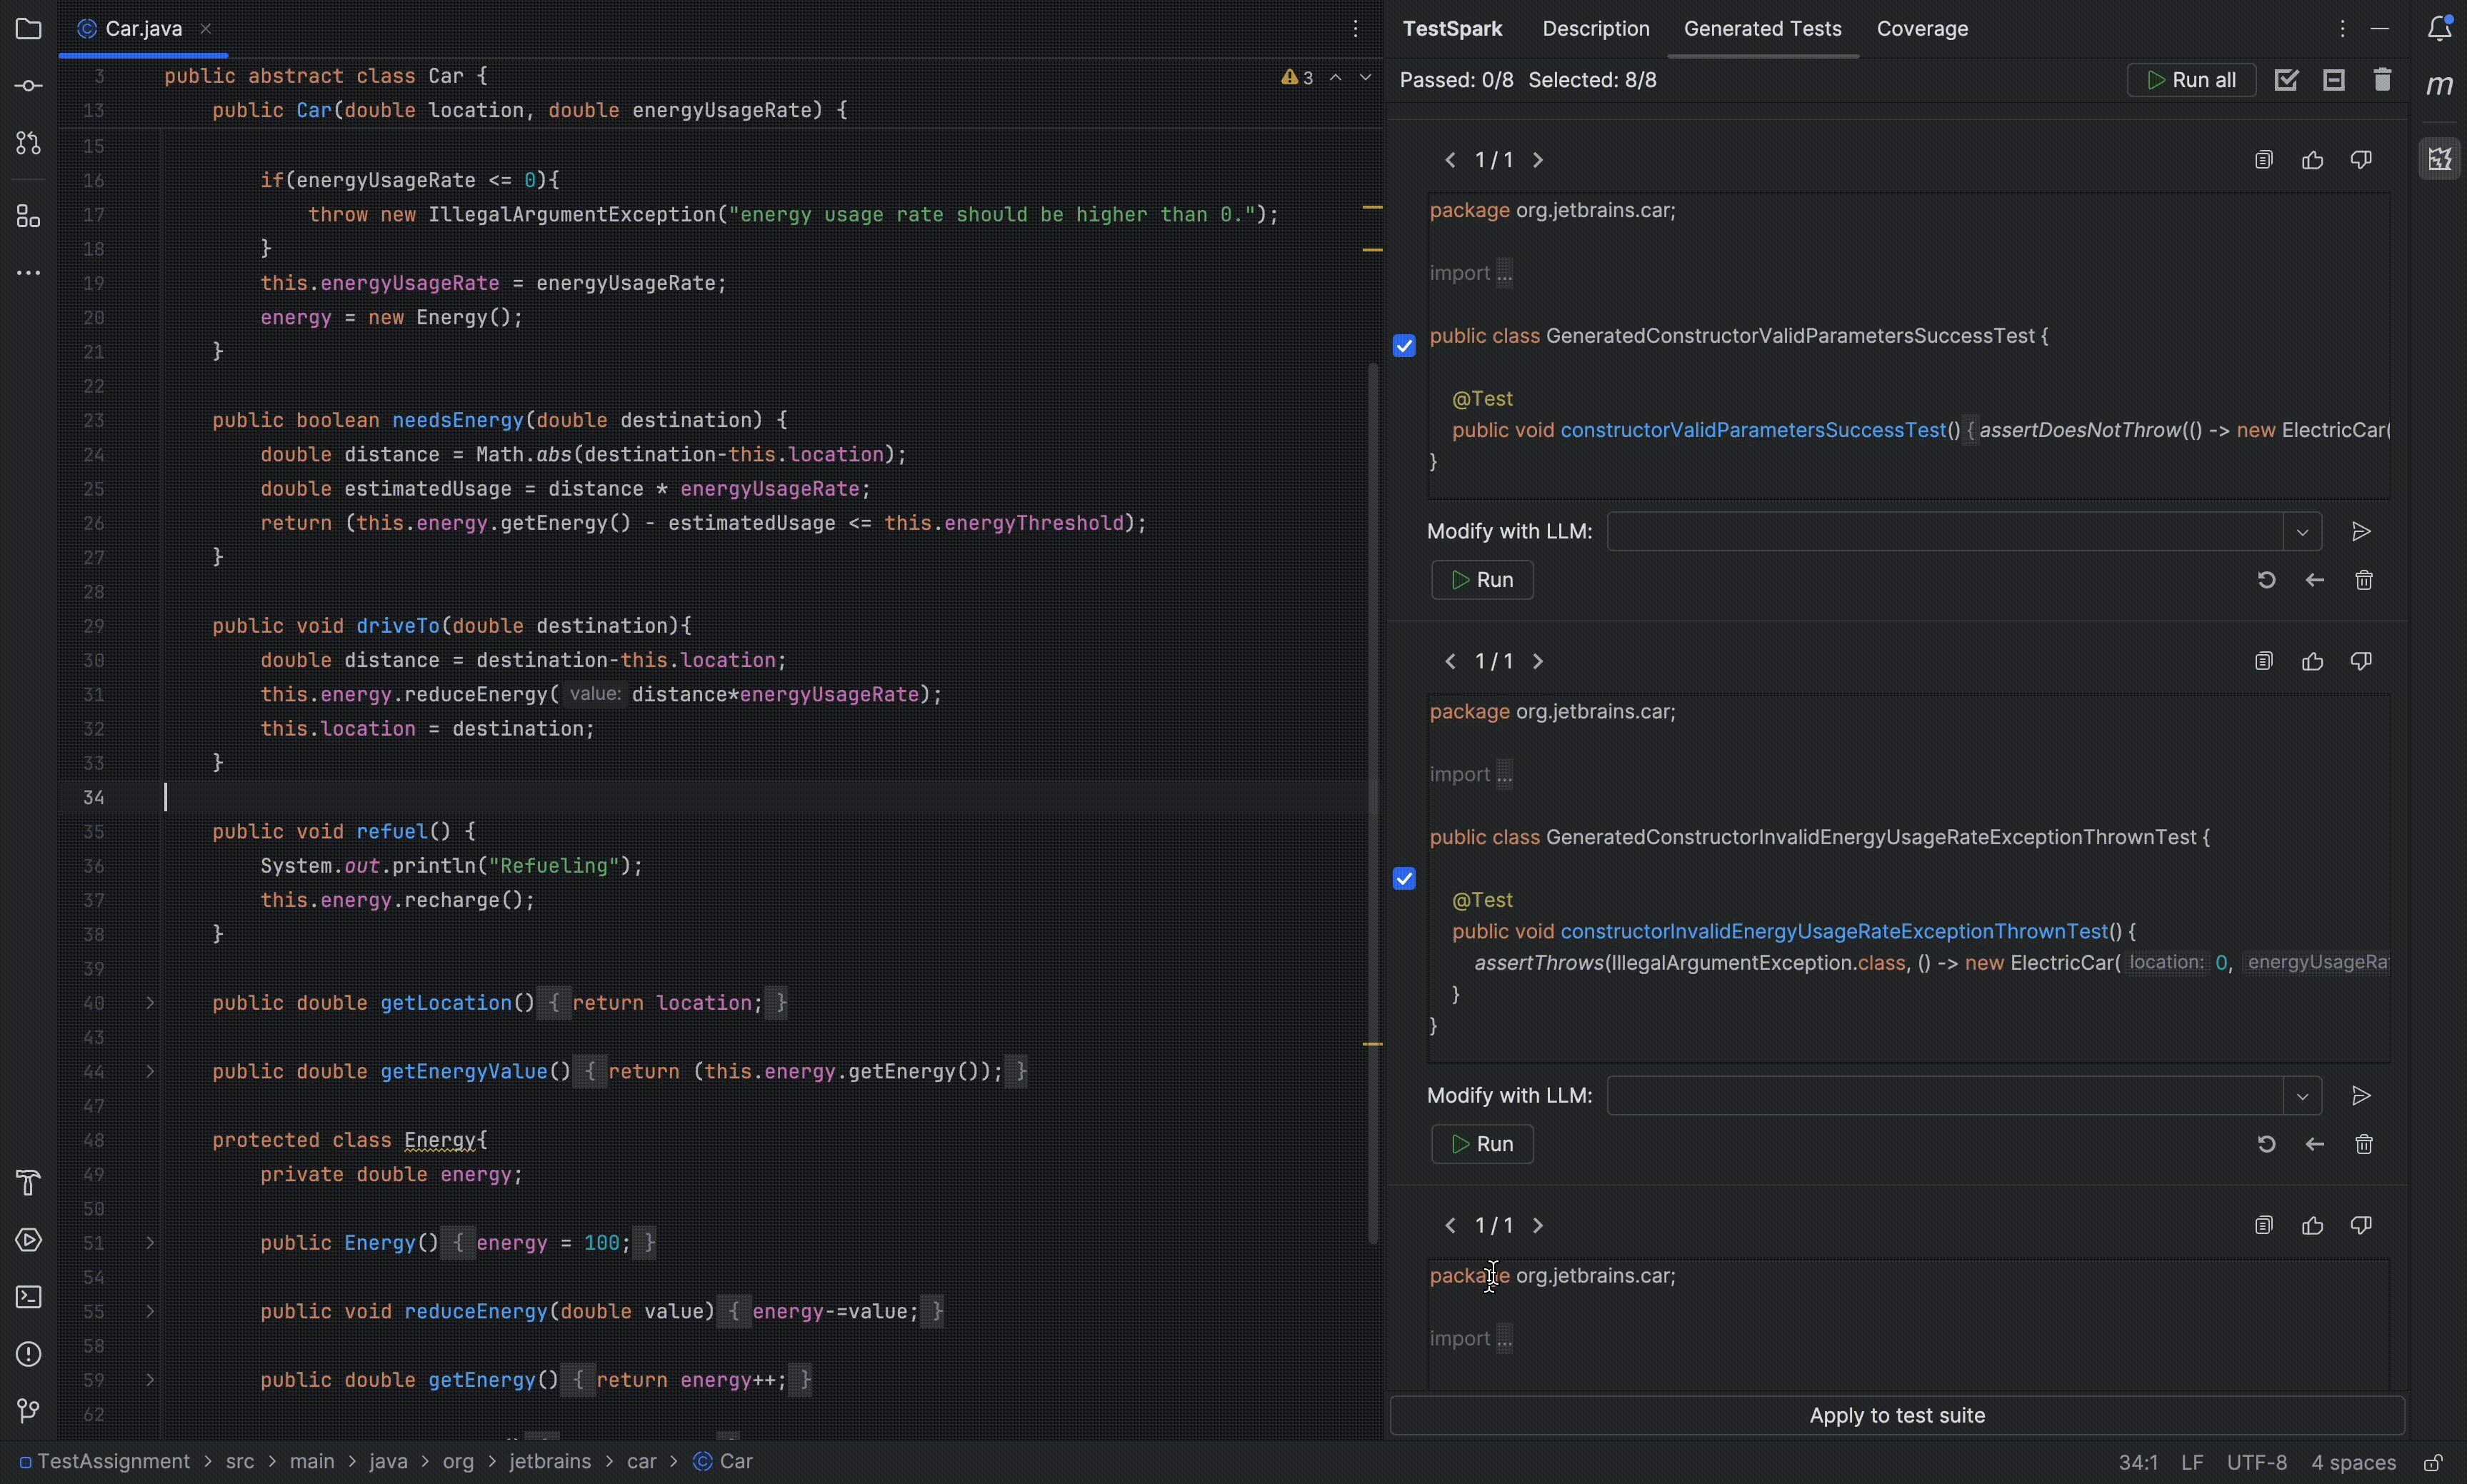 Car.java
3 public abstract class Car {
3
13 public Car(double location, double energyUsageRate) {
15
16 if(energyUsageRate <= 0){
17 throw new IllegalArgumentException("energy usage rate should be higher than 0.");
18 }
19 this.energyUsageRate = energyUsageRate;
20 energy = new Energy();
21 }
22
23 public boolean needsEnergy(double destination) {
24 double distance = Math.abs(destination-this.location);
25 double estimatedUsage = distance * energyUsageRate;
26 return (this.energy.getEnergy() - estimatedUsage <= this.energyThreshold);
27 }
28
29 public void driveTo(double destination){
30 double distance = destination-this.location;
31 this.energy.reduceEnergy( value: distance*energyUsageRate);
32 this.location = destination;
33 }
34
35 public void refuel() {
36 System.out.println("Refueling");
37 this.energy.recharge();
38 }
39
40 public double getLocation() { return location; }
43
44 public double getEnergyValue() { return (this.energy.getEnergy()); }
47
48 protected class Energy{
49 private double energy;
50
51 public Energy() { energy = 100; }
54
55 public void reduceEnergy(double value) { energy-=value; }
58
59 public double getEnergy() { return energy++; }
62
TestSpark Description Generated Tests Coverage
Passed: 0/8 Selected: 8/8 Run all
m
1 / 1
package org.jetbrains.car;
import ...
public class GeneratedConstructorValidParametersSuccessTest {
@Test
public void constructorValidParametersSuccessTest() { assertDoesNotThrow(() -> new ElectricCar(
}
Modify with LLM:
Run
1 / 1
package org.jetbrains.car;
import ...
public class GeneratedConstructorInvalidEnergyUsageRateExceptionThrownTest {
@Test
public void constructorInvalidEnergyUsageRateExceptionThrownTest() {
assertThrows(IllegalArgumentException.class, () -> new ElectricCar( location: 0, energyUsageRa
}
}
Modify with LLM:
Run
1 / 1
package org.jetbrains.car;
import ...
Apply to test suite
TestAssignment > src > main > java > org > jetbrains > car > Car
34:1 LF UTF-8 4 spaces